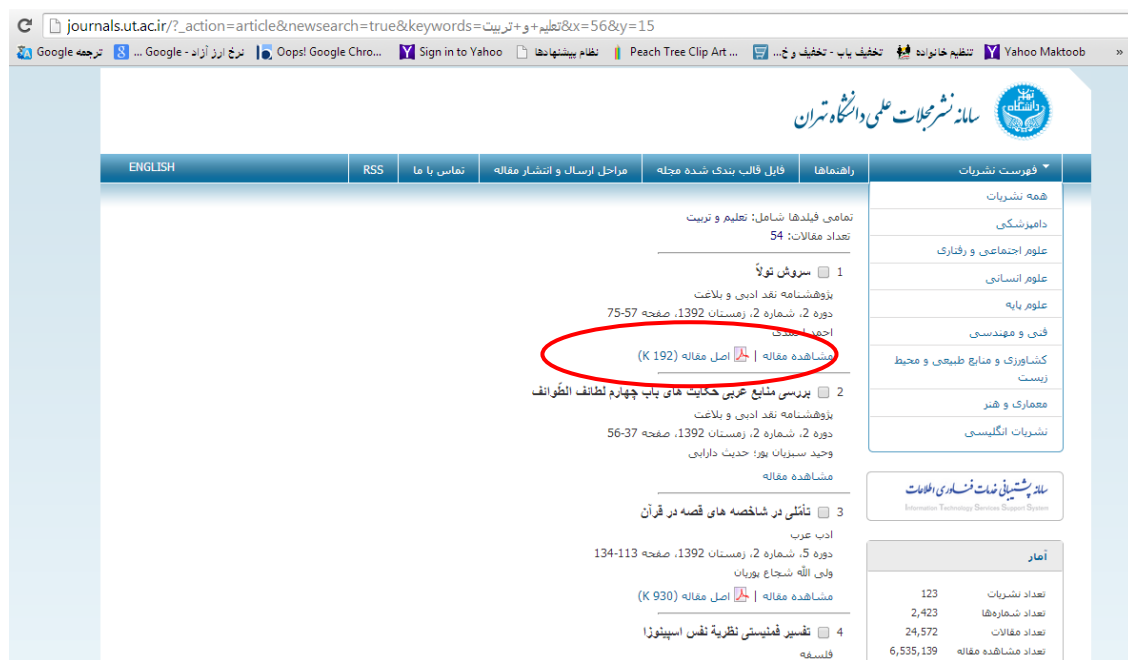 journals.ut.ac.ir/?_action=article&newsearch=true&keywords=تعلیم+و+تربیت&x=56&y=15
ترجمه Google
Google - نرخ ارز آزاد ...
Oops! Google Chro...
Sign in to Yahoo
نظام پیشنهادها
Peach Tree Clip Art ...
تخفیف یاب - تخفیف و خ...
تنظیم خانواده
Yahoo Maktoob
»
سامانه نشر مجلات علمی دانشگاه تهران
فهرست نشریات
راهنماها
فایل قالب بندی شده مجله
مراحل ارسال و انتشار مقاله
تماس با ما
RSS
ENGLISH
همه نشریات
دامپزشکی
علوم اجتماعی و رفتاری
علوم انسانی
علوم پایه
فنی و مهندسی
کشاورزی و منابع طبیعی و محیط
زیست
معماری و هنر
نشریات انگلیسی
سامانه پشتیبانی خدمات فناوری اطلاعات
Information Technology Services Support System
آمار
تعداد نشریات 123
تعداد شماره‌ها 2,423
تعداد مقالات 24,572
تعداد مشاهده مقاله 6,535,139
تمامی فیلدها شامل: تعلیم و تربیت
تعداد مقالات: 54
1 سروش تولاّ
پژوهشنامه نقد ادبی و بلاغت
دوره 2، شماره 2، زمستان 1392، صفحه 57-75
احمد احمدی
مشاهده مقاله | اصل مقاله (192 K)
2 بررسی منابع عربی حکایت های باب چهارم لطائف الطّوائف
پژوهشنامه نقد ادبی و بلاغت
دوره 2، شماره 2، زمستان 1392، صفحه 37-56
وحید سبزیان پور؛ حدیث دارابی
مشاهده مقاله
3 تأمّلی در شاخصه های قصه در قرآن
ادب عرب
دوره 5، شماره 2، زمستان 1392، صفحه 113-134
ولی الله شجاع پوریان
مشاهده مقاله | اصل مقاله (930 K)
4 تفسیر فمنیستی نظریة نفس اسپینوزا
فلسفه